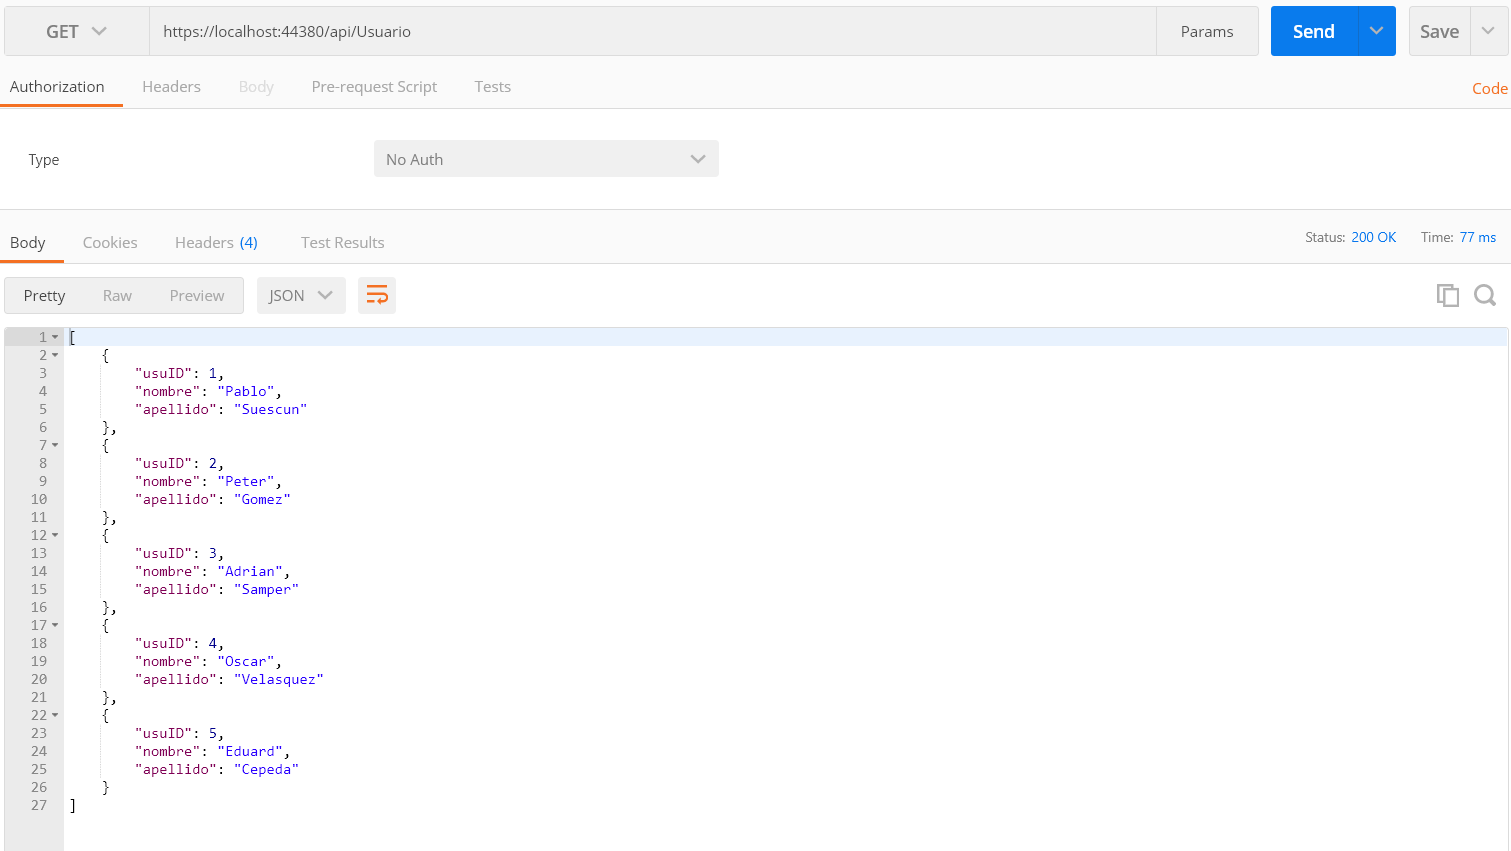 GET https://localhost:44380/api/Usuario Params Send Save
Authorization Headers Body Pre-request Script Tests Code
Type No Auth
Body Cookies Headers (4) Test Results Status: 200 OK Time: 77 ms
Pretty Raw Preview JSON
1 [
2 {
3 "usuID": 1,
4 "nombre": "Pablo",
5 "apellido": "Suescun"
6 },
7 {
8 "usuID": 2,
9 "nombre": "Peter",
10 "apellido": "Gomez"
11 },
12 {
13 "usuID": 3,
14 "nombre": "Adrian",
15 "apellido": "Samper"
16 },
17 {
18 "usuID": 4,
19 "nombre": "Oscar",
20 "apellido": "Velasquez"
21 },
22 {
23 "usuID": 5,
24 "nombre": "Eduard",
25 "apellido": "Cepeda"
26 }
27 ]